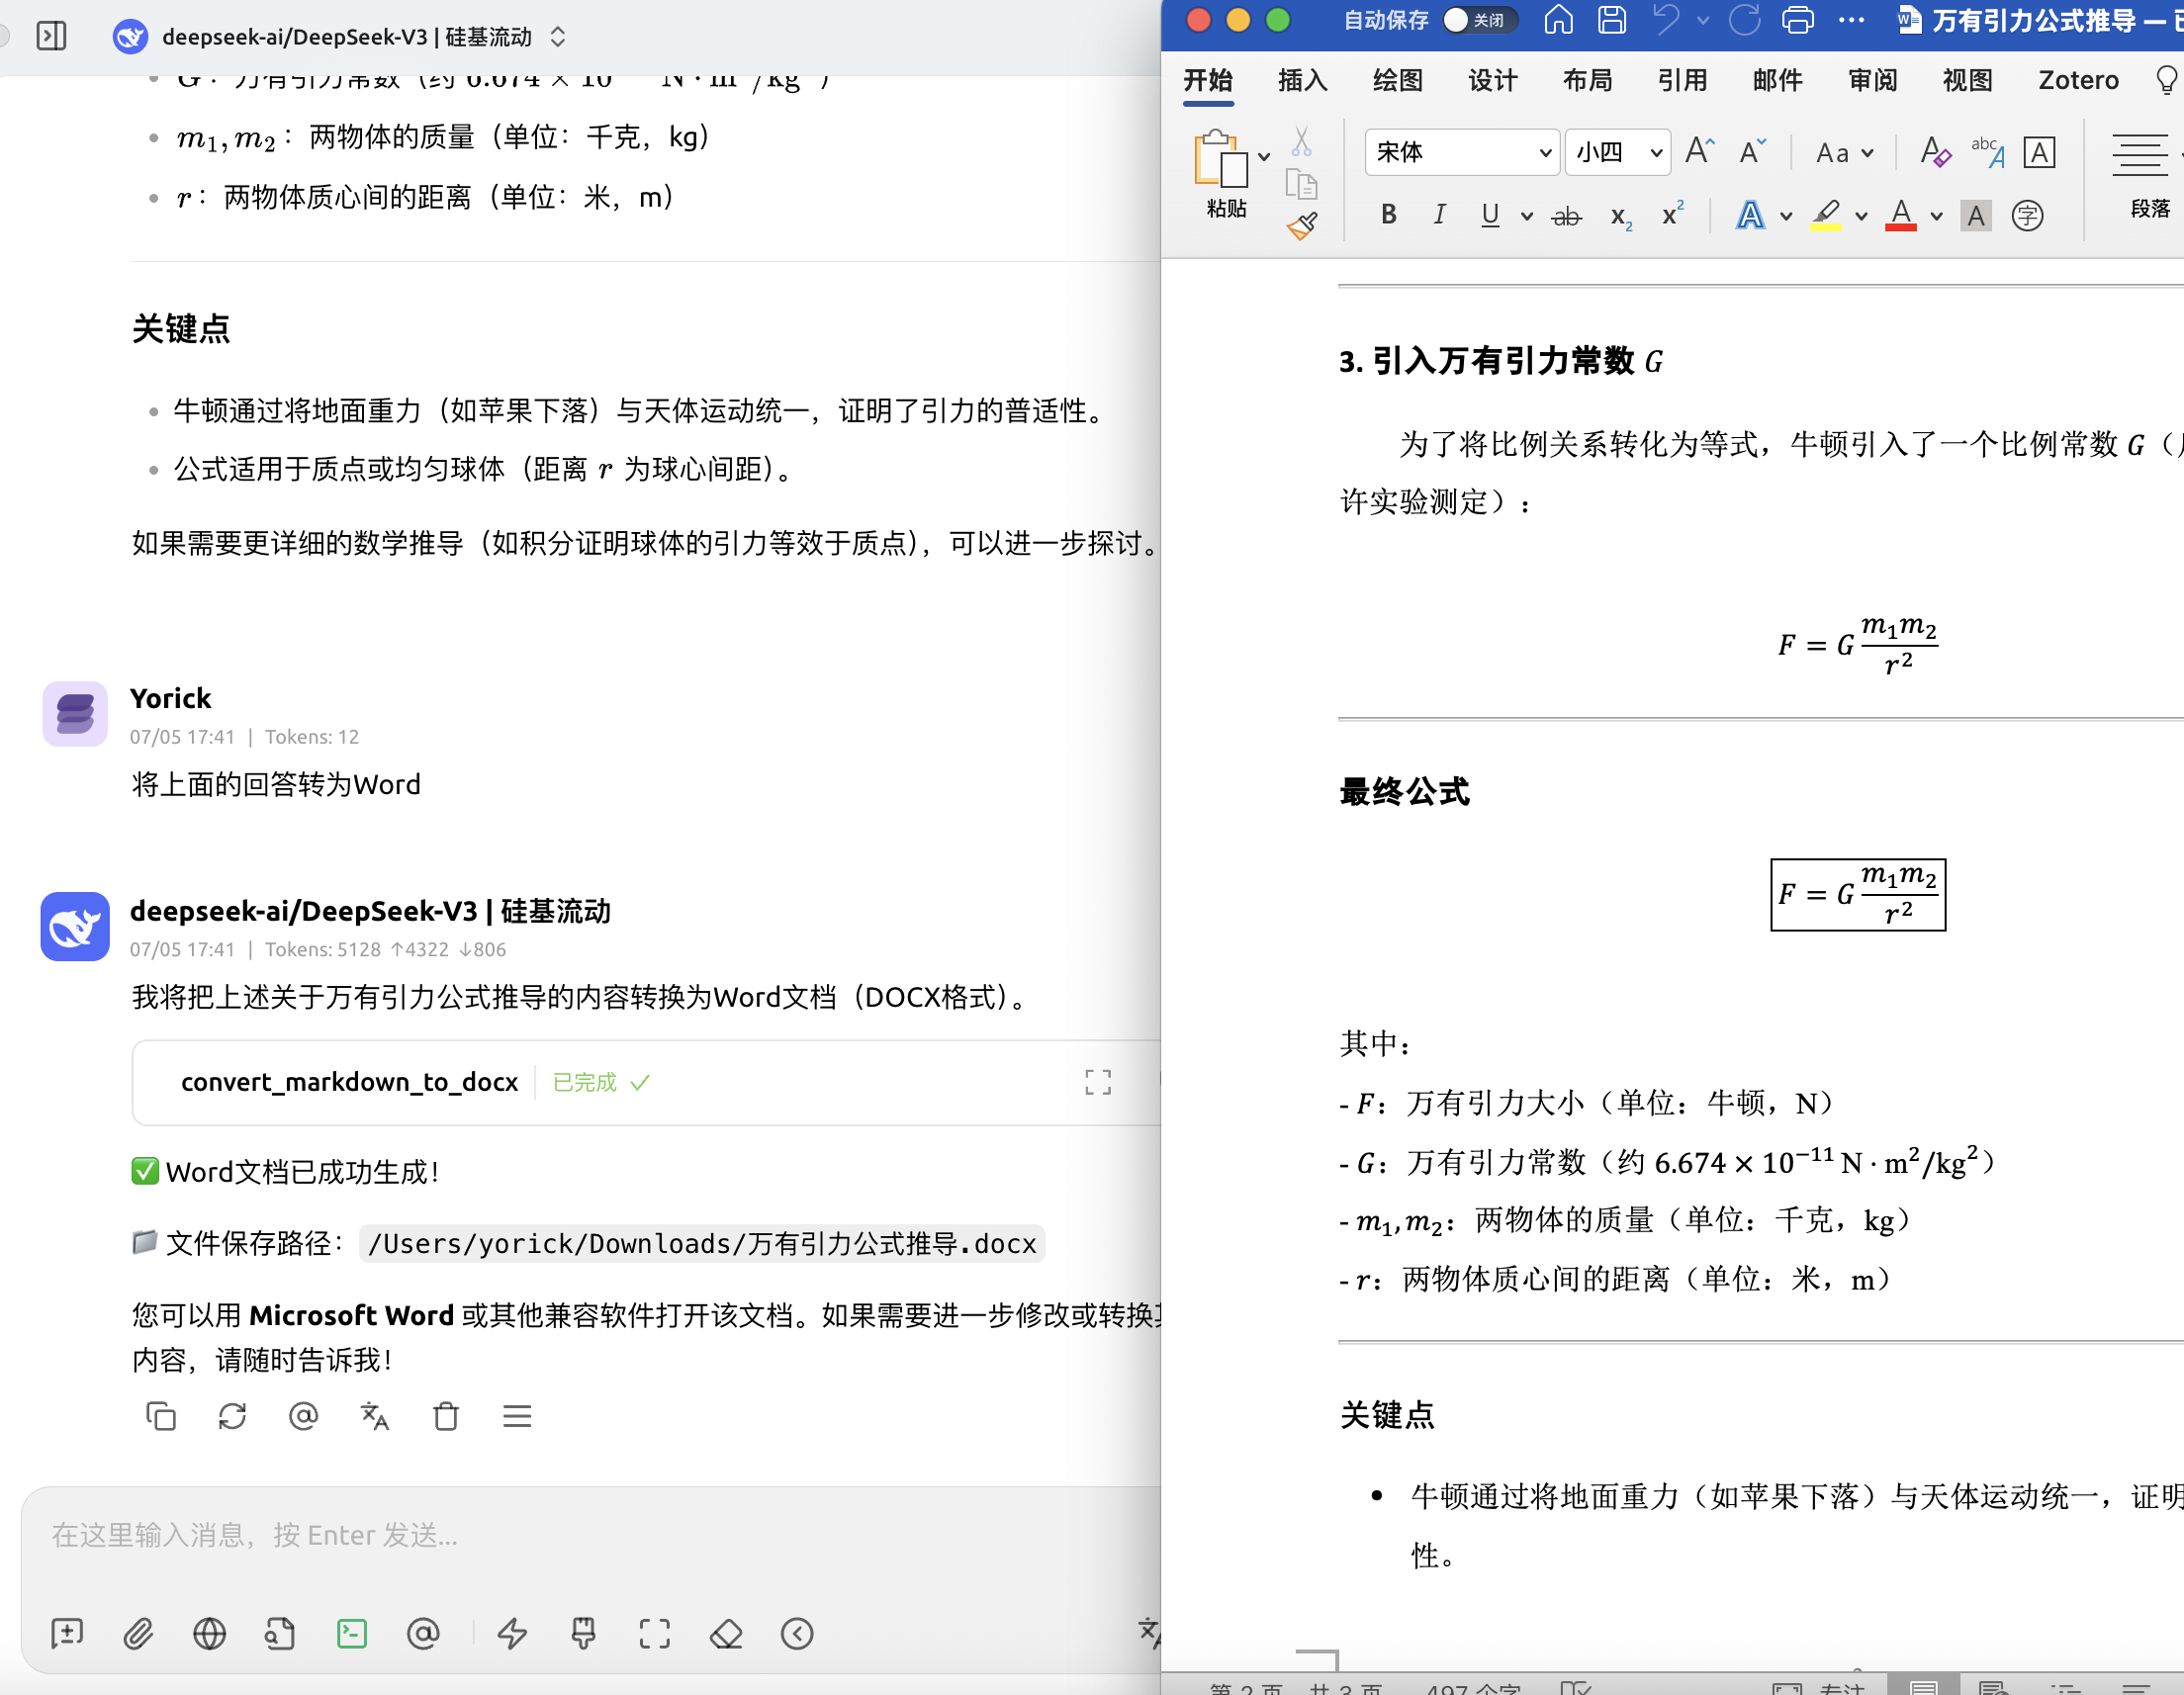 deepseek-ai/DeepSeek-V3 | 硅基流动
m₁, m₂：两物体的质量（单位：千克，kg）
r：两物体质心间的距离（单位：米，m）
关键点
牛顿通过将地面重力（如苹果下落）与天体运动统一，证明了引力的普适性。
公式适用于质点或均匀球体（距离 r 为球心间距）。
如果需要更详细的数学推导（如积分证明球体的引力等效于质点），可以进一步探讨。
Yorick
07/05 17:41 | Tokens: 12
将上面的回答转为Word
deepseek-ai/DeepSeek-V3 | 硅基流动
07/05 17:41 | Tokens: 5128 ↑4322 ↓806
我将把上述关于万有引力公式推导的内容转换为Word文档（DOCX格式）。
convert_markdown_to_docx 已完成 ✓
✅ Word文档已成功生成！
文件保存路径：/Users/yorick/Downloads/万有引力公式推导.docx
您可以用 Microsoft Word 或其他兼容软件打开该文档。如果需要进一步修改或转换
内容，请随时告诉我！
在这里输入消息，按 Enter 发送...
自动保存 关闭 万有引力公式推导 —
开始 插入 绘图 设计 布局 引用 邮件 审阅 视图 Zotero
粘贴 宋体 小四 段落
3. 引入万有引力常数 G
为了将比例关系转化为等式，牛顿引入了一个比例常数 G（
许实验测定）：
F = G m₁m₂/r²
最终公式
F = G m₁m₂/r²
其中：
- F：万有引力大小（单位：牛顿，N）
- G：万有引力常数（约 6.674 × 10⁻¹¹ N · m²/kg²）
- m₁, m₂：两物体的质量（单位：千克，kg）
- r：两物体质心间的距离（单位：米，m）
关键点
• 牛顿通过将地面重力（如苹果下落）与天体运动统一，证明
性。
第 2 页，共 3 页 497 个字 专注